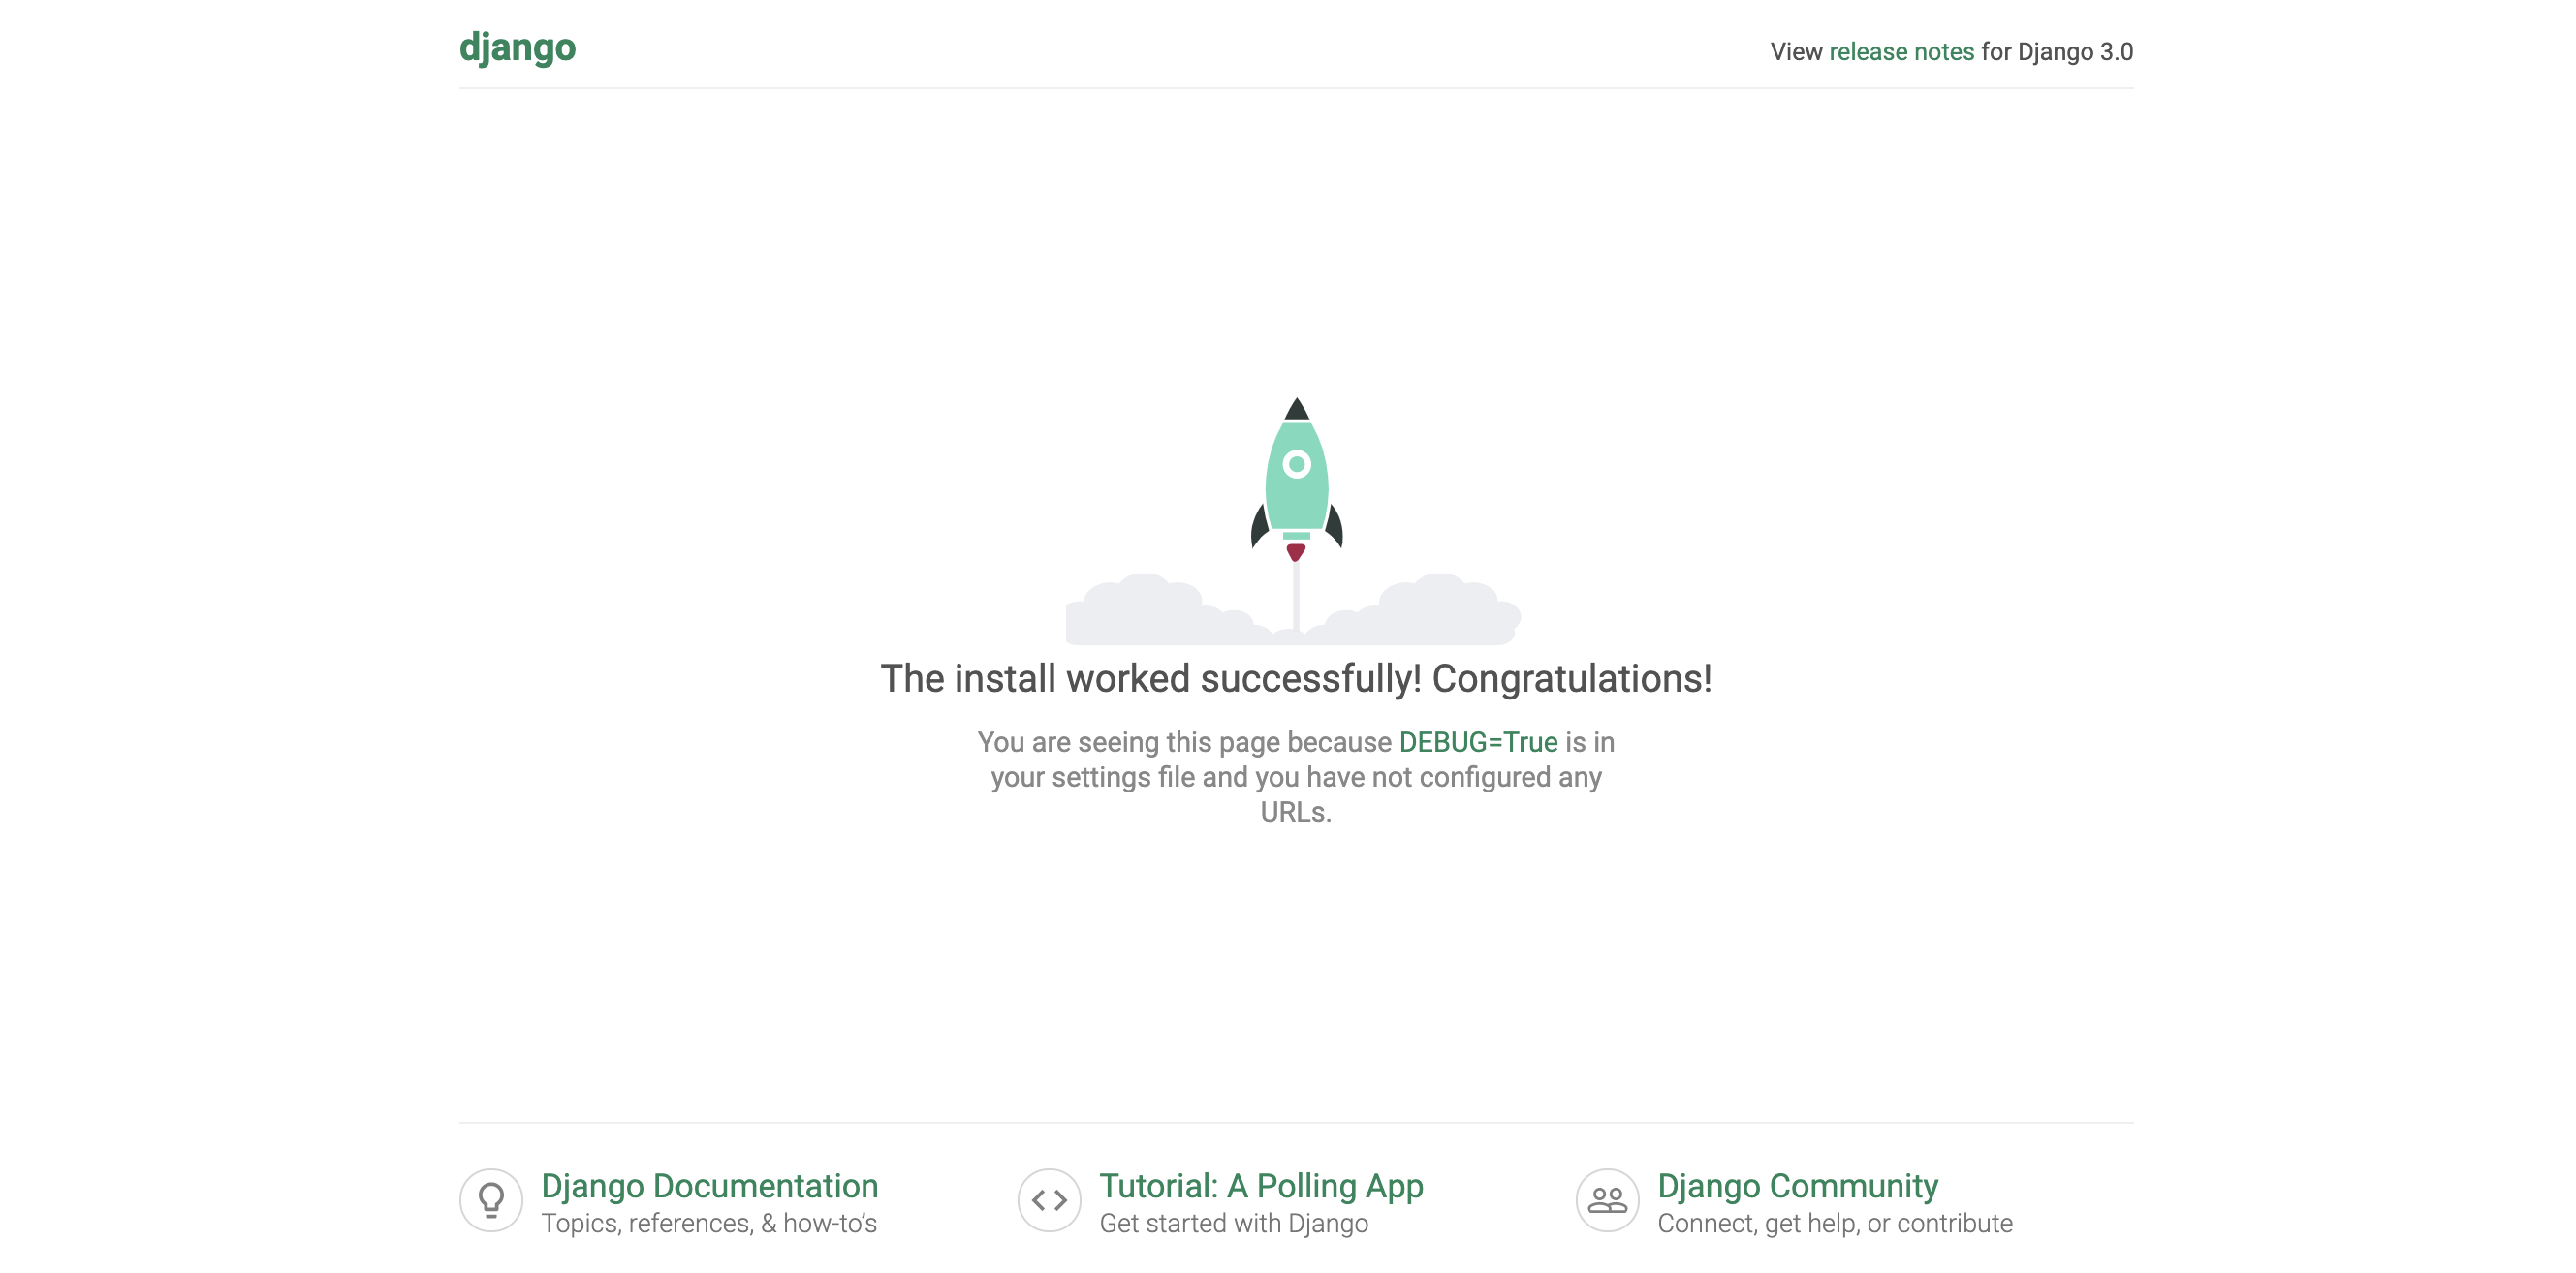 django
View release notes for Django 3.0
The install worked successfully! Congratulations!
You are seeing this page because DEBUG=True is in
your settings file and you have not configured any
URLs.
Django Documentation
Topics, references, & how-to’s
Tutorial: A Polling App
Get started with Django
Django Community
Connect, get help, or contribute